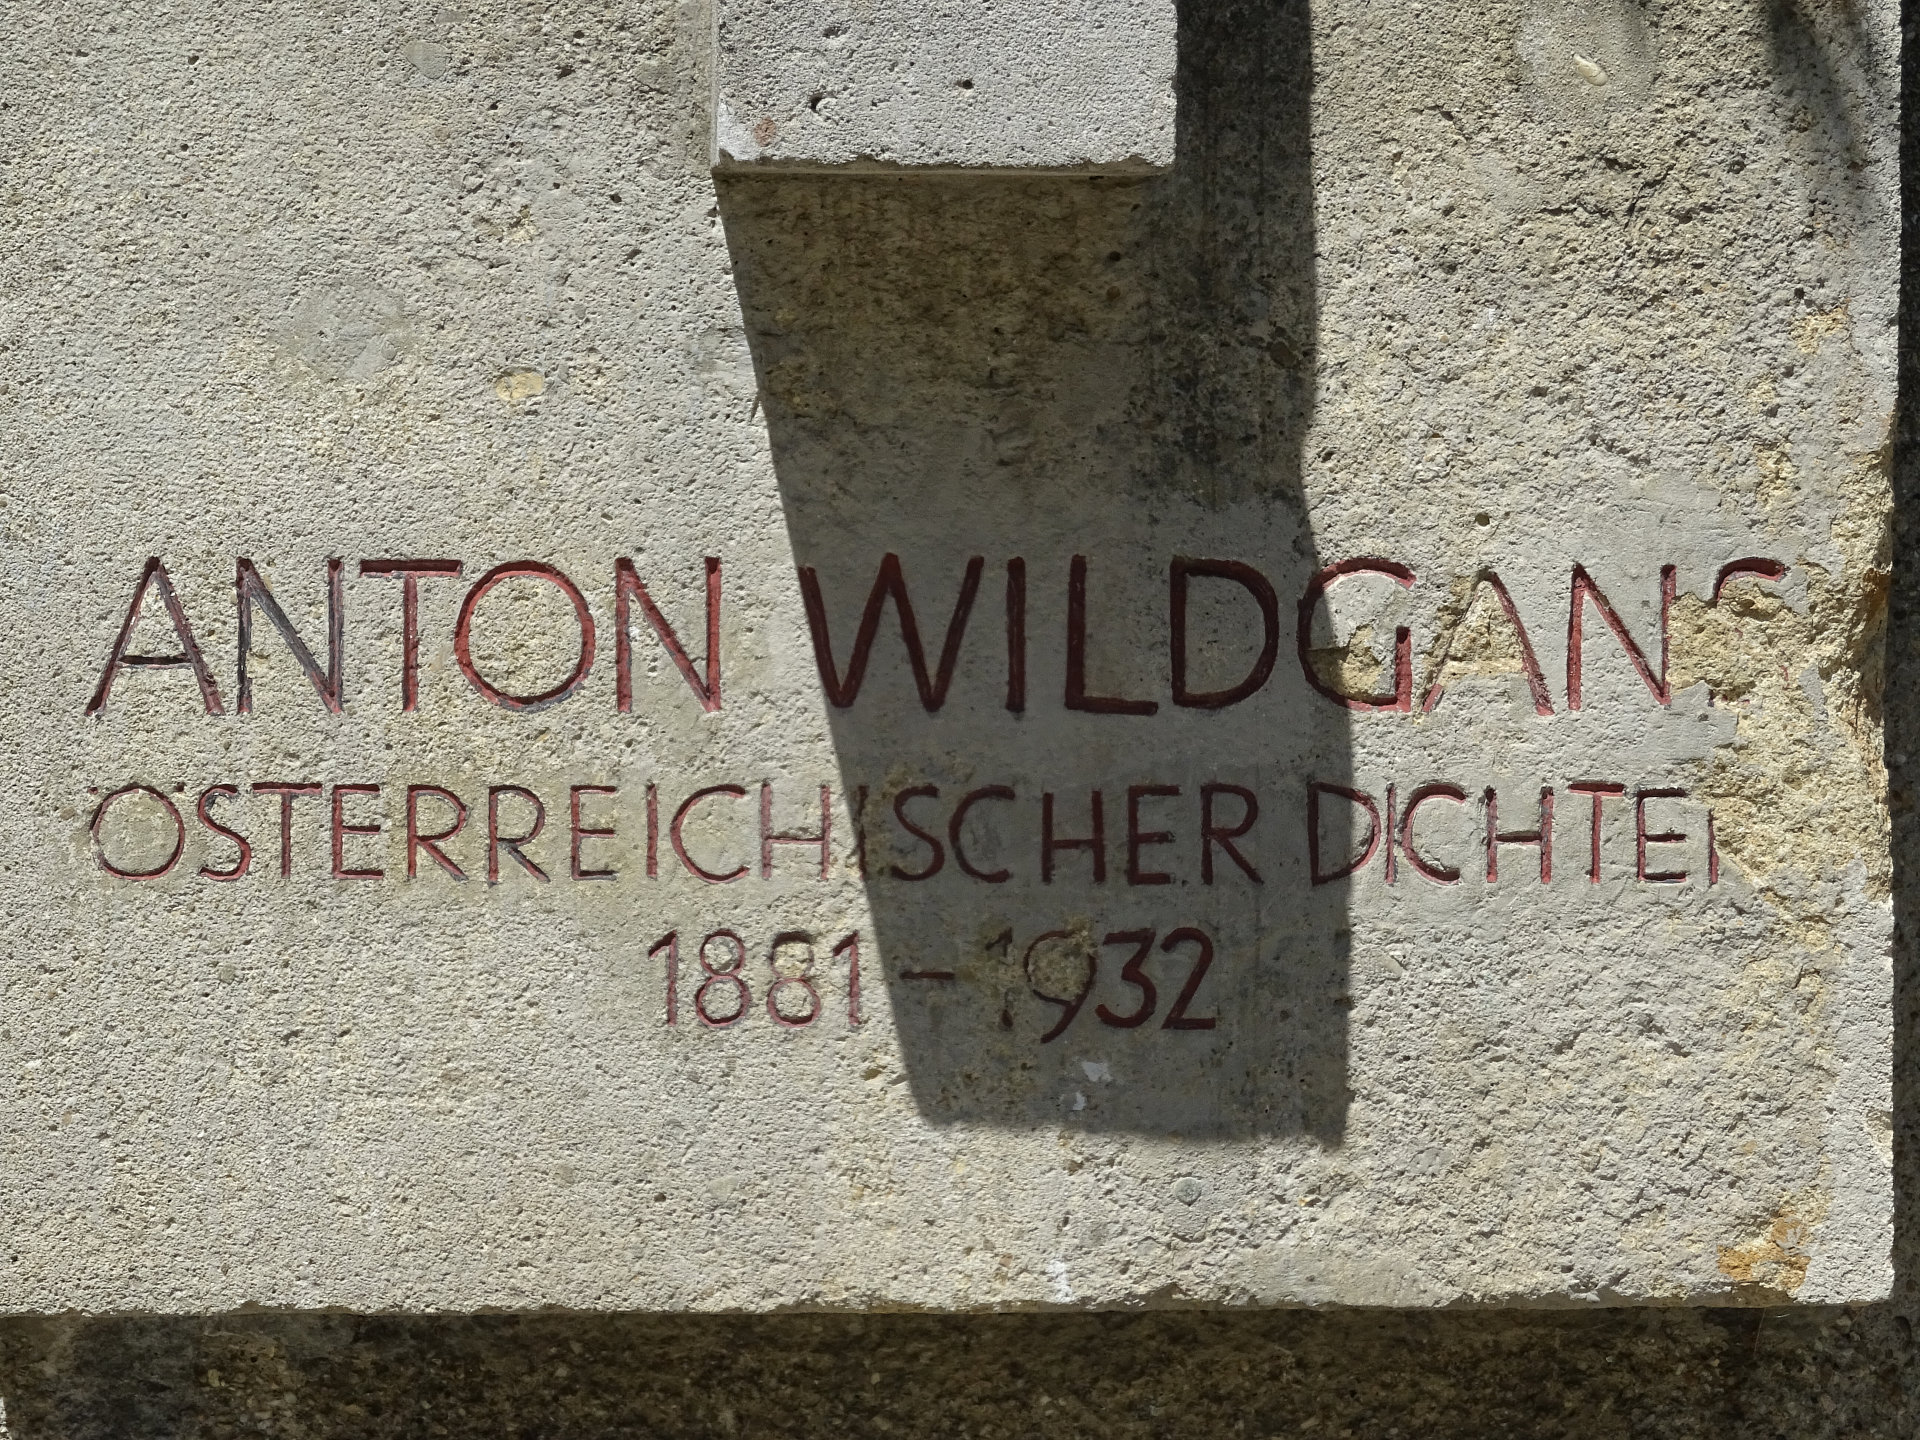 ANTON WILDGANS
ÖSTERREICHISCHER DICHTER
1881 - 1932